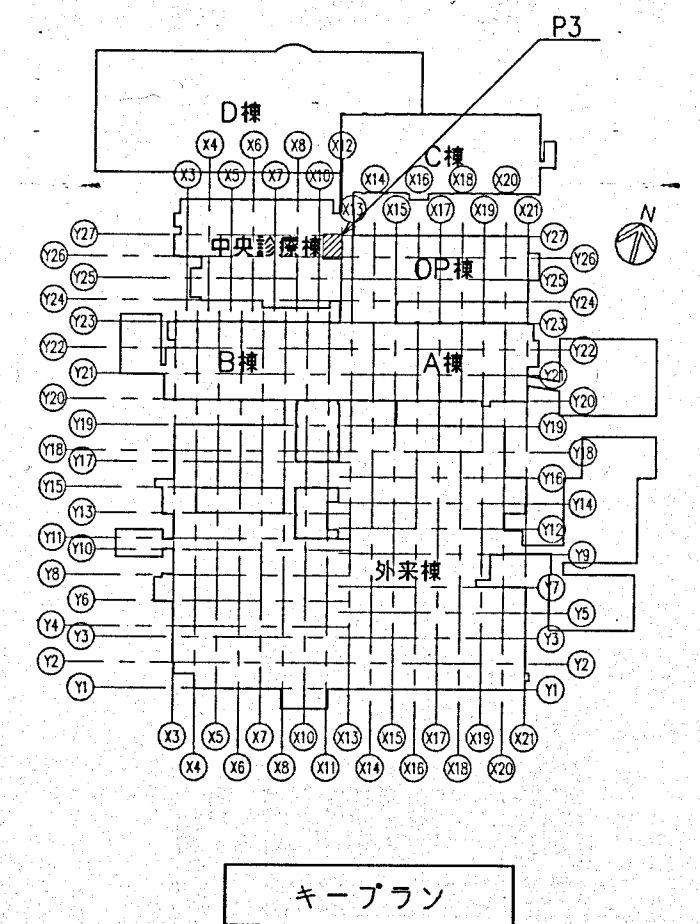 P3
D棟
X4 X6 X8 X12
C棟
X3 X5 X7 X10 X14 X16 X18 X20
X13 X15 X17 X19 X21
N
Y27 中央診療棟 Y27
Y26 OP棟 Y26
Y25 Y25
Y24 Y24
Y23 Y23
Y22 B棟 A棟 Y22
Y21 Y21
Y20 Y20
Y19 Y19
Y18 Y18
Y17
Y16
Y15
Y14
Y13
Y12
Y11
Y10 Y9
Y8 外来棟
Y7
Y6 Y5
Y4
Y3 Y3
Y2 Y2
Y1 Y1
X3 X5 X7 X10 X13 X15 X17 X19 X21
X4 X6 X8 X11 X14 X16 X18 X20
キープラン